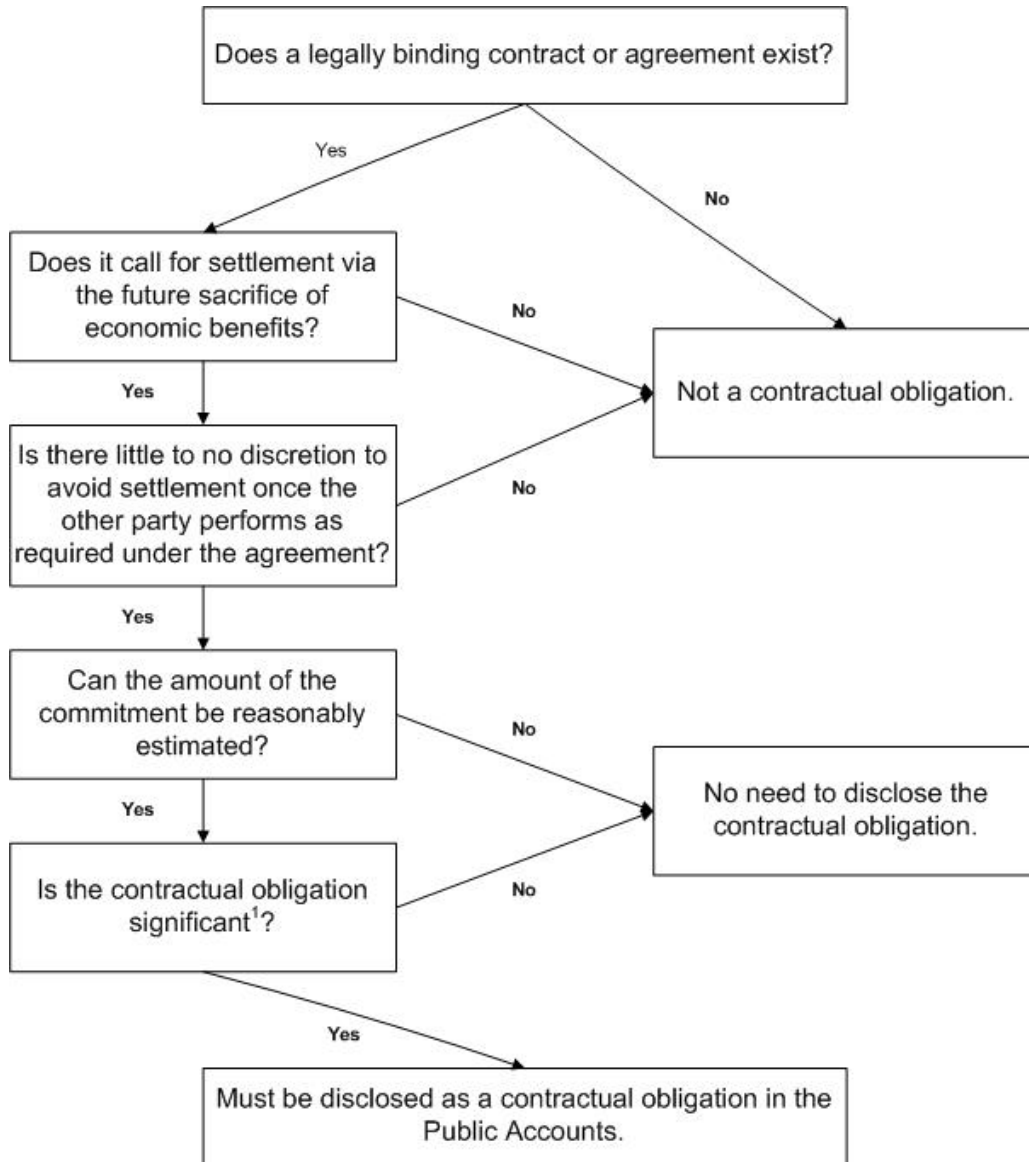 Does a legally binding contract or agreement exist?
Yes
No
Does it call for settlement via
the future sacrifice of
economic benefits?
No
Not a contractual obligation.
Yes
Is there little to no discretion to
avoid settlement once the
other party performs as
required under the agreement?
No
Yes
Can the amount of the
commitment be reasonably
estimated?
No
No need to disclose the
contractual obligation.
Yes
Is the contractual obligation
significant¹?
No
Yes
Must be disclosed as a contractual obligation in the
Public Accounts.